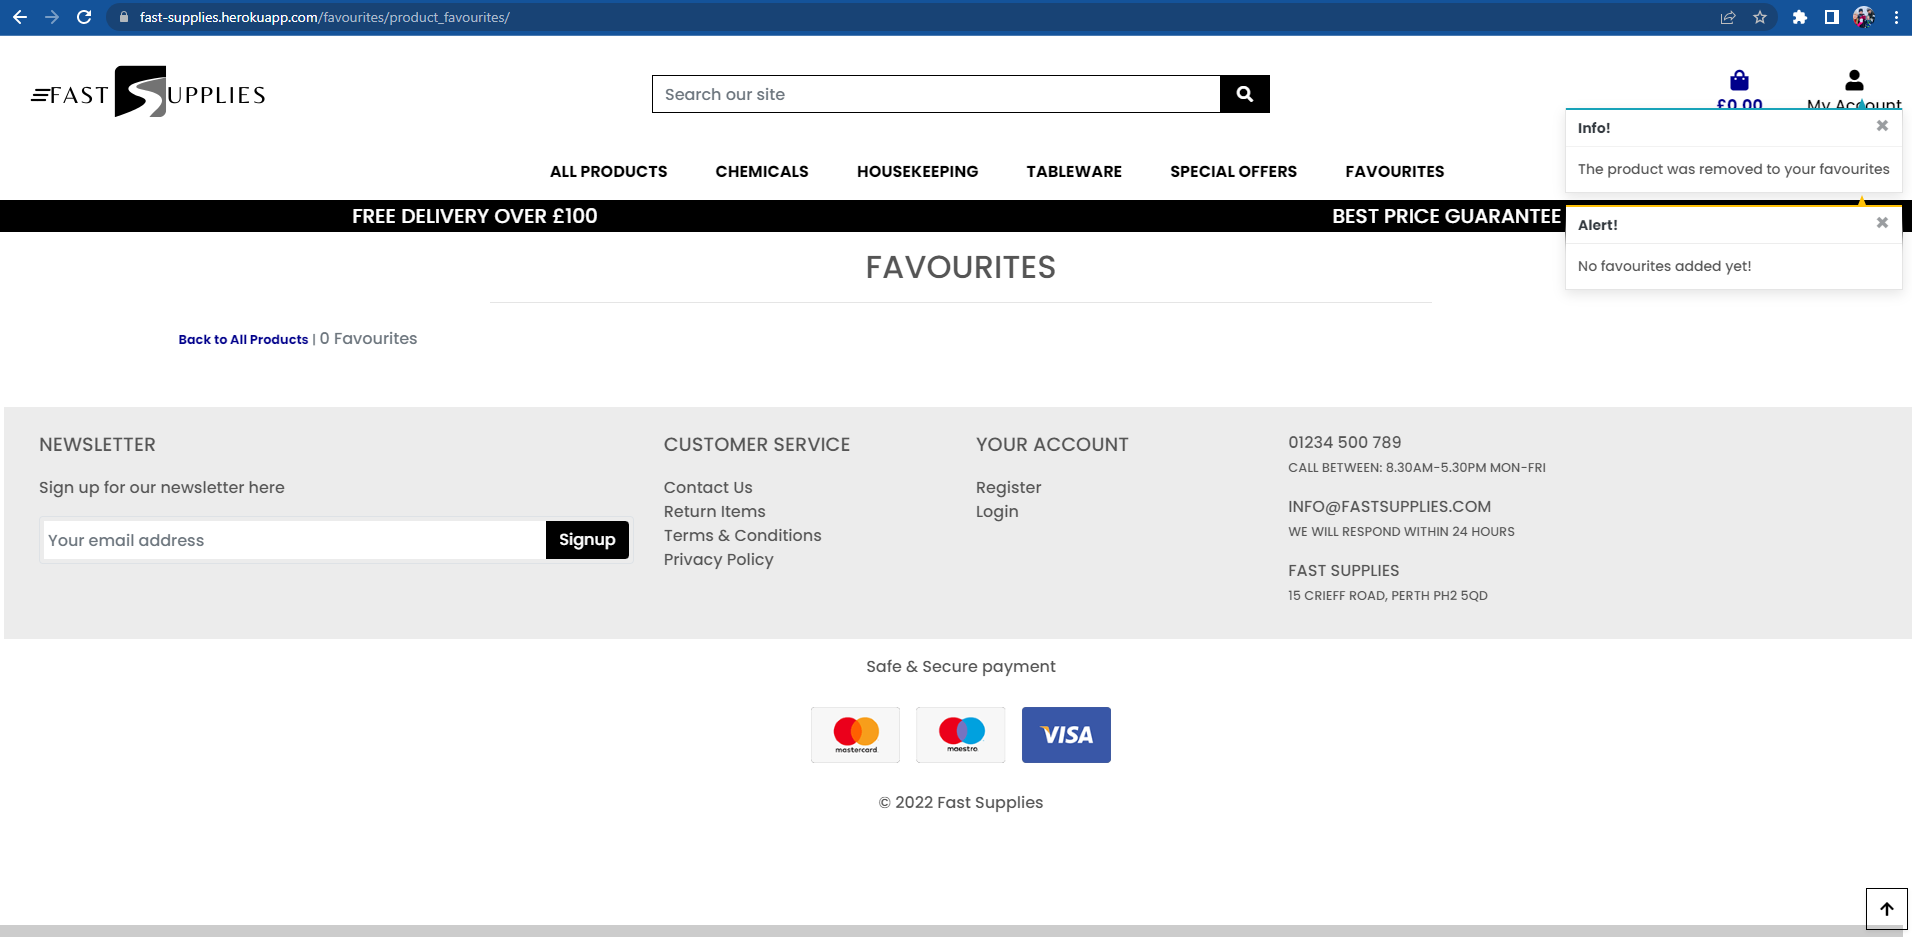 fast-supplies.herokuapp.com/favourites/product_favourites/
FAST SUPPLIES
Search our site
£0.00
My Account
ALL PRODUCTS CHEMICALS HOUSEKEEPING TABLEWARE SPECIAL OFFERS FAVOURITES
Info!
The product was removed to your favourites
FREE DELIVERY OVER £100 BEST PRICE GUARANTEE
Alert!
No favourites added yet!
FAVOURITES
Back to All Products | 0 Favourites
NEWSLETTER
Sign up for our newsletter here
Your email address Signup
CUSTOMER SERVICE
Contact Us
Return Items
Terms & Conditions
Privacy Policy
YOUR ACCOUNT
Register
Login
01234 500 789
CALL BETWEEN: 8.30AM-5.30PM MON-FRI
INFO@FASTSUPPLIES.COM
WE WILL RESPOND WITHIN 24 HOURS
FAST SUPPLIES
15 CRIEFF ROAD, PERTH PH2 5QD
Safe & Secure payment
mastercard maestro VISA
© 2022 Fast Supplies